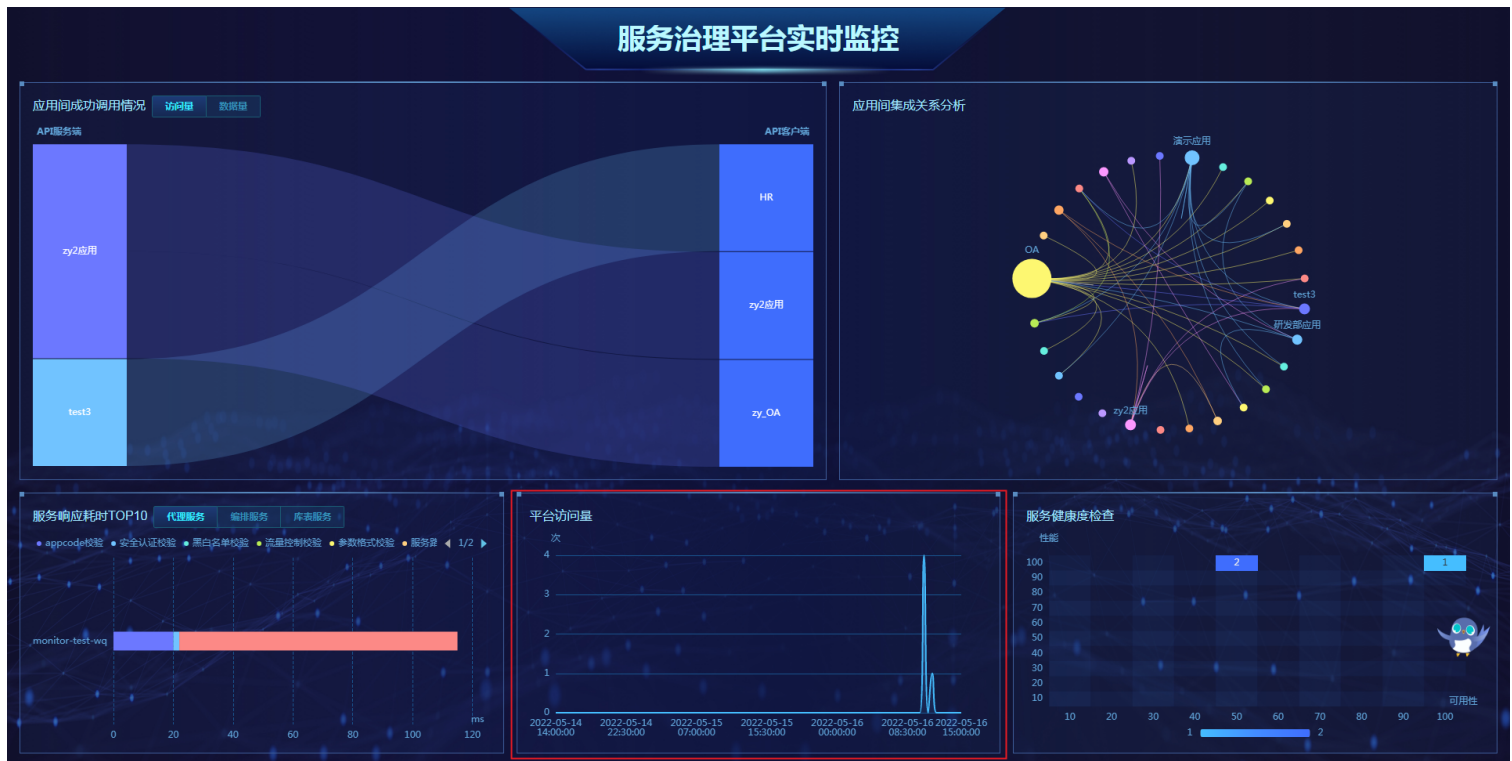 服务治理平台实时监控
应用间成功调用情况 访问量 数据量
API服务端 API客户端
zy2应用
test3
HR
zy2应用
zy_OA
应用间集成关系分析
演示应用
OA
test3
研发部应用
zy2应用
服务响应耗时TOP10 代理服务 编排服务 库表服务
appcode校验 安全认证校验 黑白名单校验 流量控制校验 参数格式校验 1/2
_monitor-test-wq
ms
0 20 40 60 80 100 120
平台访问量
次
4
3
2
1
0
2022-05-14 14:00:00
2022-05-14 22:30:00
2022-05-15 07:00:00
2022-05-15 15:30:00
2022-05-16 00:00:00
2022-05-16 08:30:00
2022-05-16 15:00:00
服务健康度检查
性能
100
90
80
70
60
50
40
30
20
10
2 1
可用性
10 20 30 40 50 60 70 80 90 100
1 2